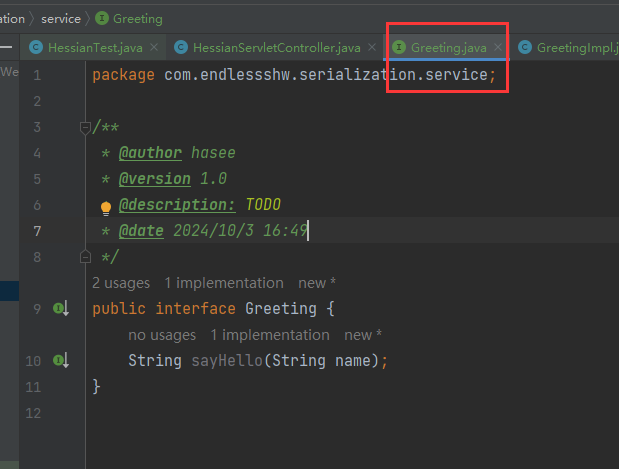 ation 〉 service 〉 I Greeting
HessianTest.java × HessianServletController.java × I Greeting.java × C GreetingImpl.j
We
1 package com.endlessshw.serialization.service;
2
3 /**
4 * @author hasee
5 * @version 1.0
6 @description: TODO
7 * @date 2024/10/3 16:49
8 */
2 usages 1 implementation new *
9 public interface Greeting {
no usages 1 implementation new *
10 String sayHello(String name);
11 }
12